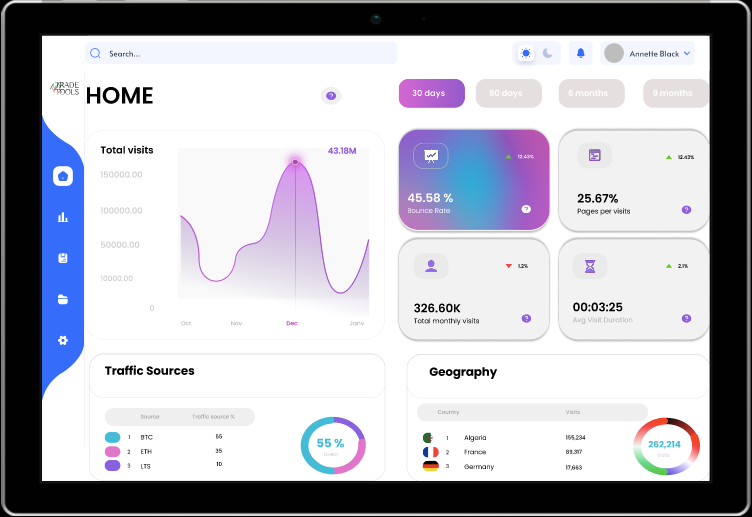 Search...
Annette Black
TRADE
TOOLS
HOME
?
30 days
90 days
6 months
9 months
Total visits
43.18M
150000.00
100000.00
50000.00
10000.00
0
Oct
Nov
Dec
Janv
12.43%
45.58 %
Bounce Rate
?
12.43%
25.67%
Pages per visits
?
1.2%
326.60K
Total monthly visits
?
2.1%
00:03:25
Avg Visit Duration
?
Traffic Sources
Source
Traffic source %
1 BTC 55
2 ETH 35
3 LTS 10
55 %
Direct
Geography
Country
Visits
1 Algeria 155,234
2 France 89,317
3 Germany 17,663
262,214
Visits